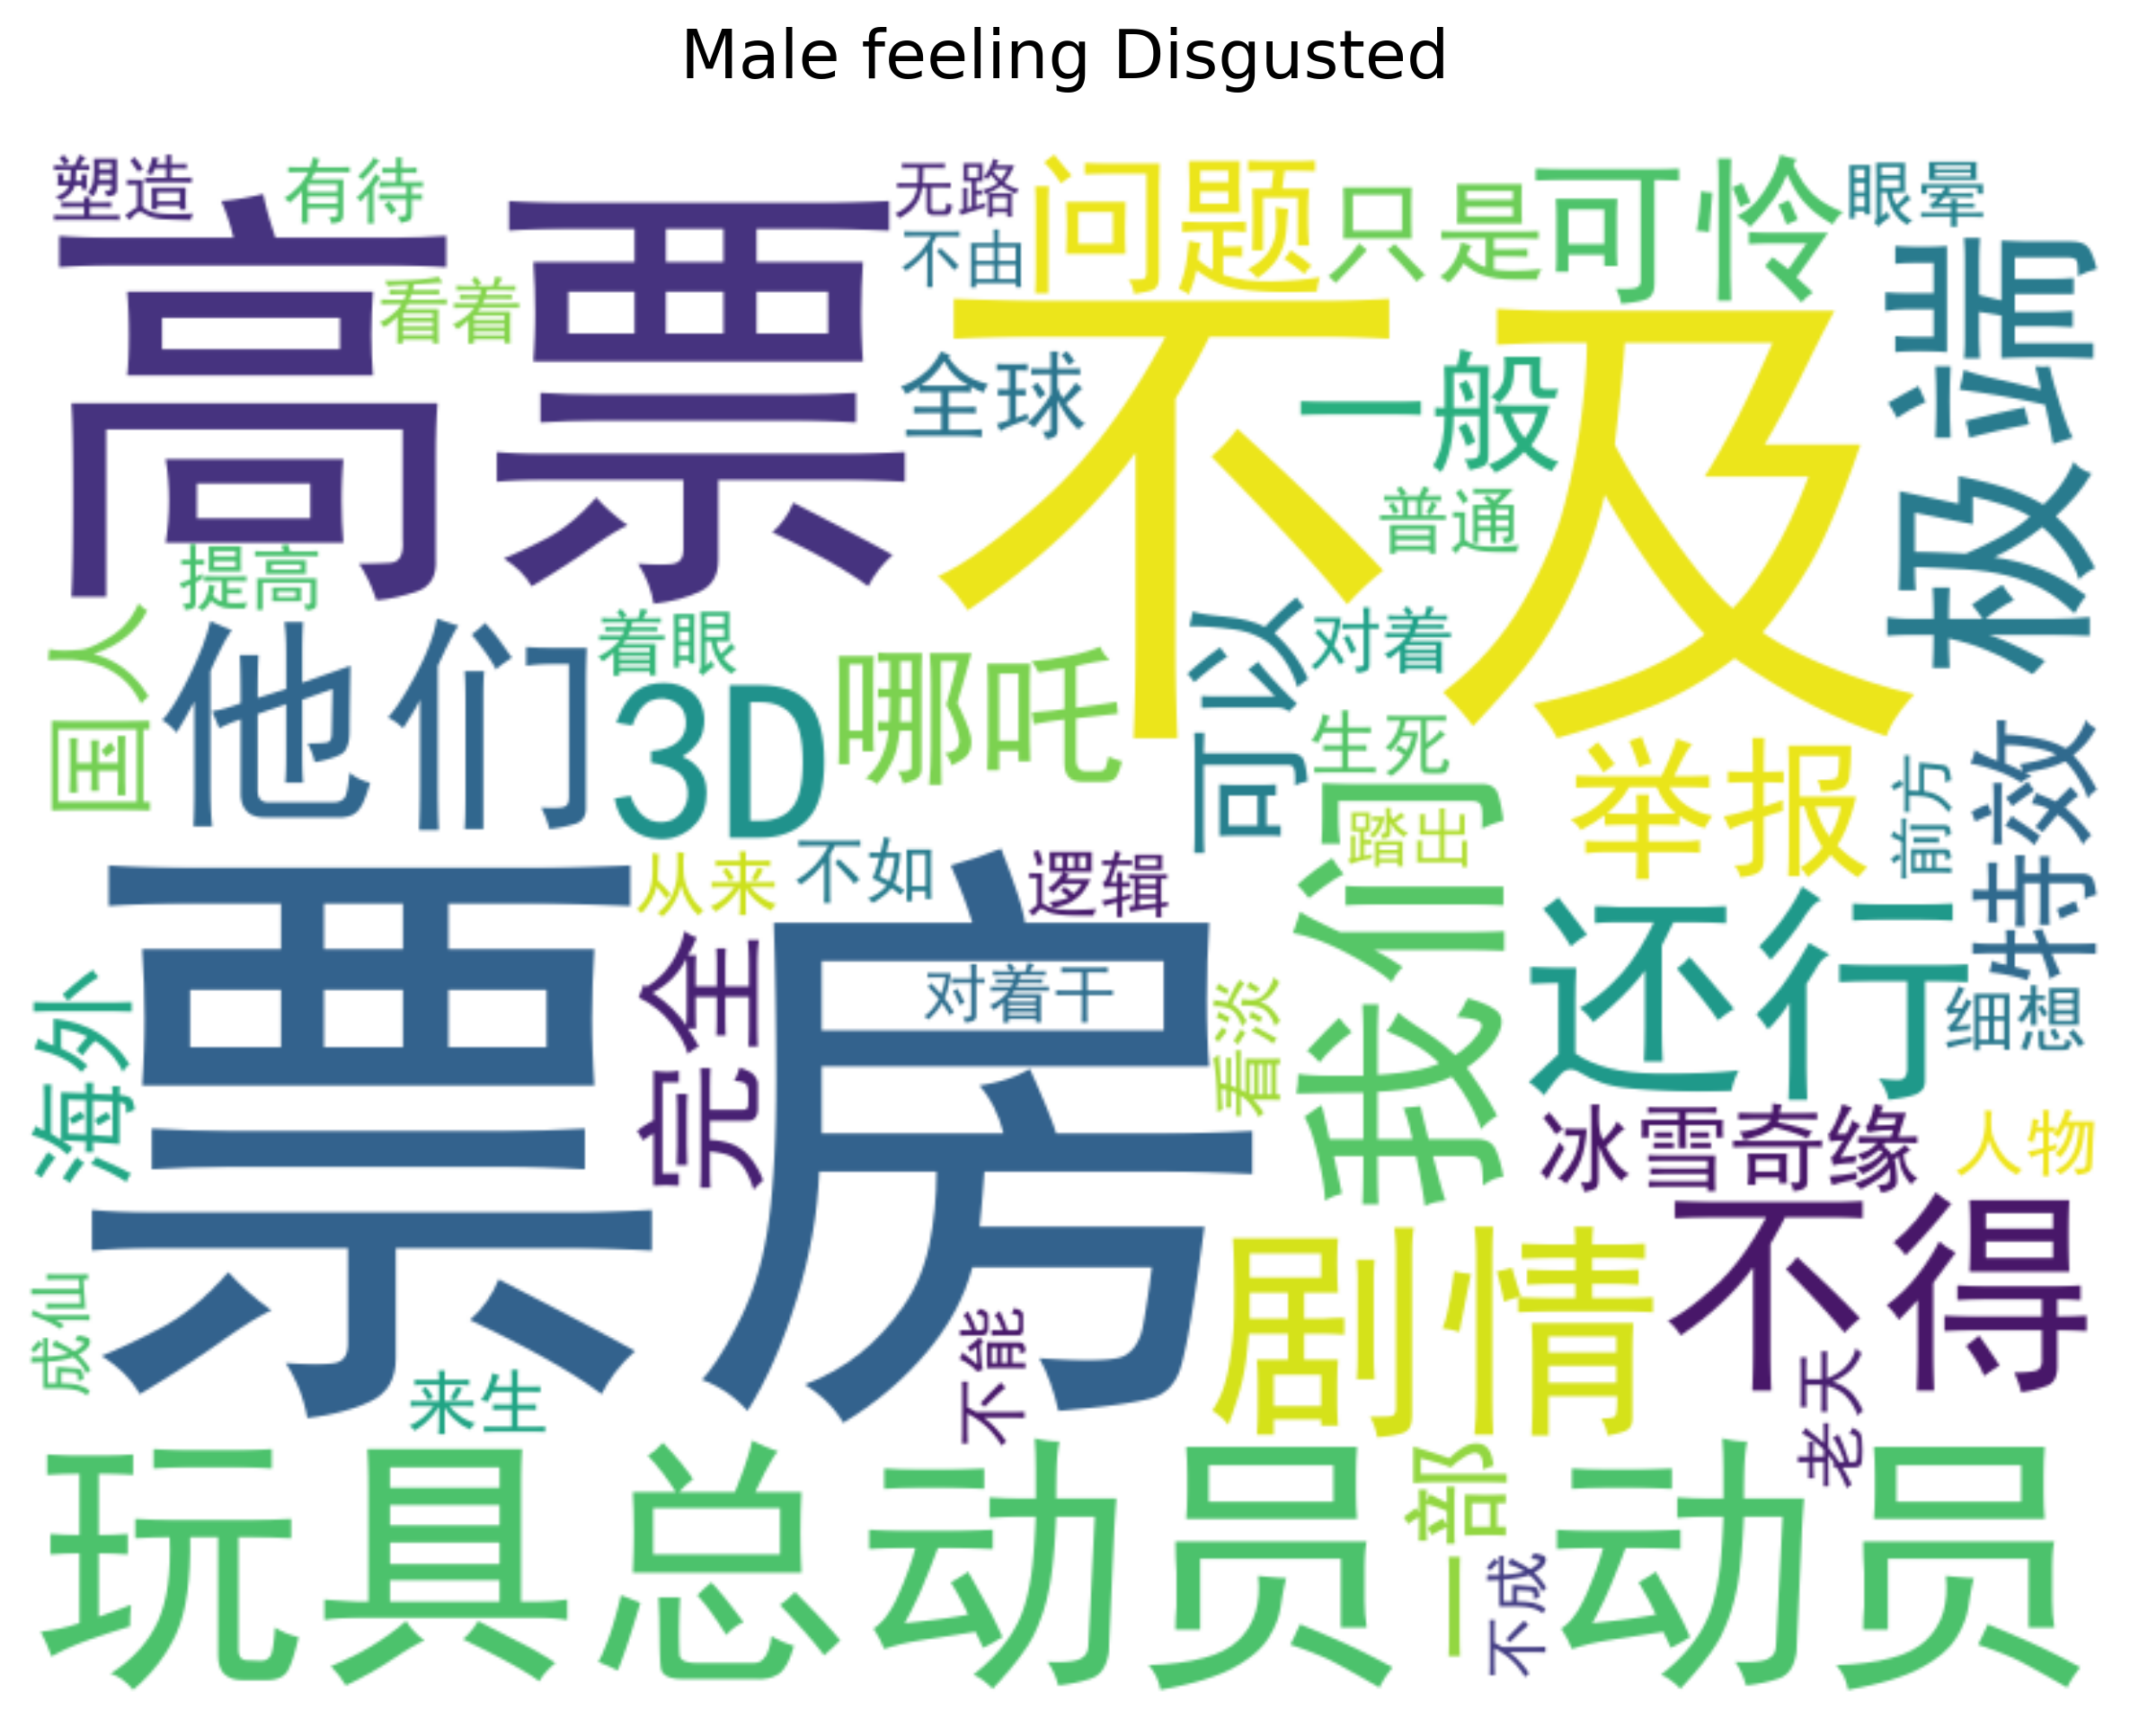 Male feeling Disgusted
塑造
有待
无路
问题
只是
可怜
眼晕
高票
不由
极端
看着
不及
全球
一般
普通
提高
国人
他们
着眼
3D
哪吒
可以
对着
生死
举报
前方
特效
我们
踏出
从来
不如
逻辑
票房
完全
对着干
还行
海外
看淡
细想
冰雪奇缘
人物
不得
剧情
成仙
不能
来生
老天
玩具总动员
一部
不成
动员